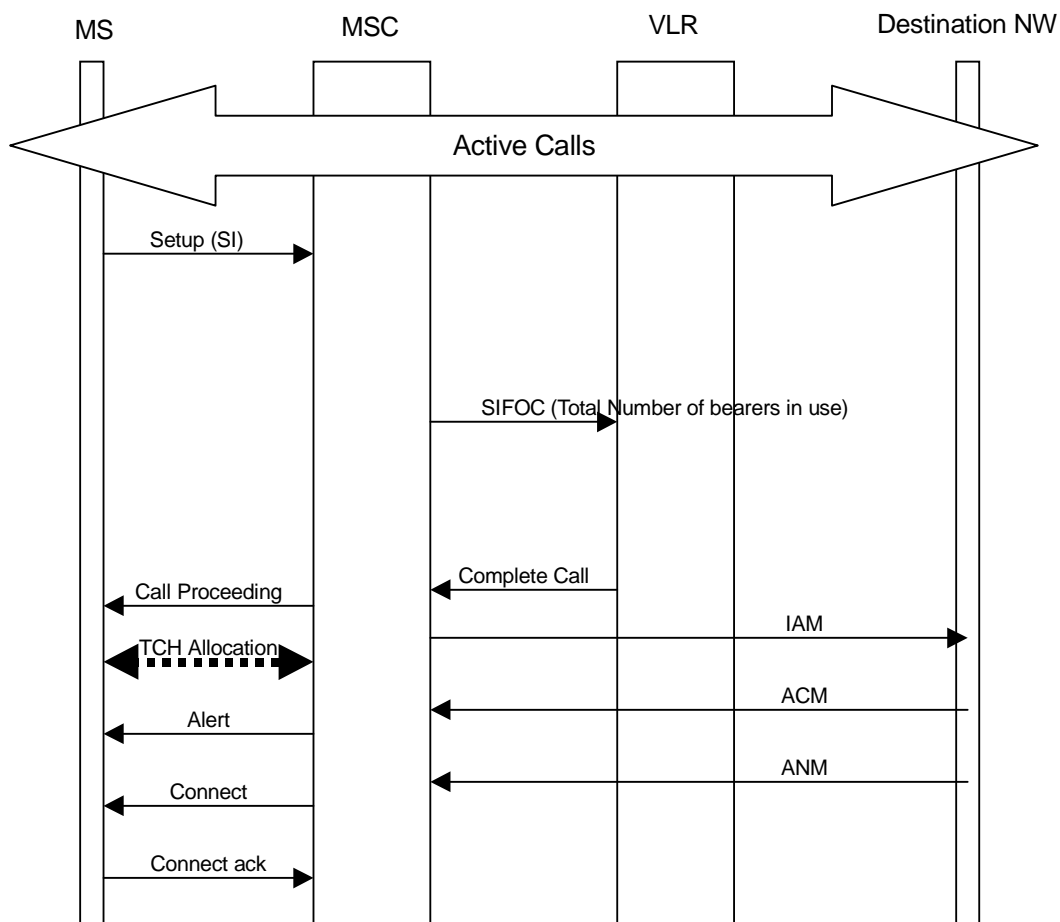 MS
MSC
VLR
Destination NW
Active Calls
Setup (SI)
SIFOC (Total Number of bearers in use)
Complete Call
Call Proceeding
IAM
TCH Allocation
ACM
Alert
ANM
Connect
Connect ack